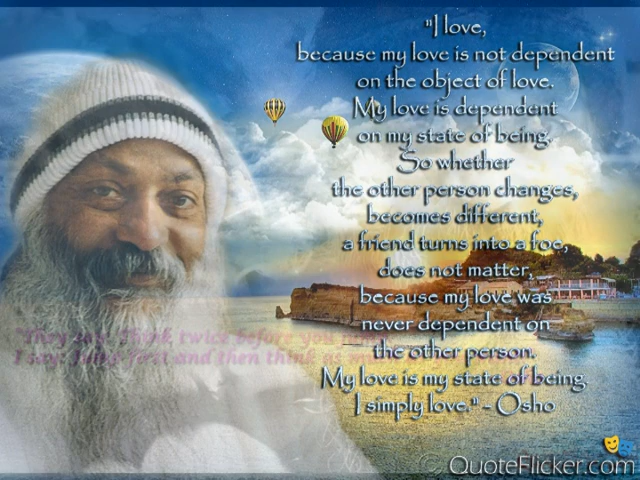 "I love,
because my love is not dependent
on the object of love.
My love is dependent
on my state of being.
So whether
the other person changes,
becomes different,
a friend turns into a foe,
does not matter,
because my love was
never dependent on
the other person.
My love is my state of being.
I simply love." - Osho
They say: Think twice before you
I say: Jump first and then think as
© QuoteFlicker.com